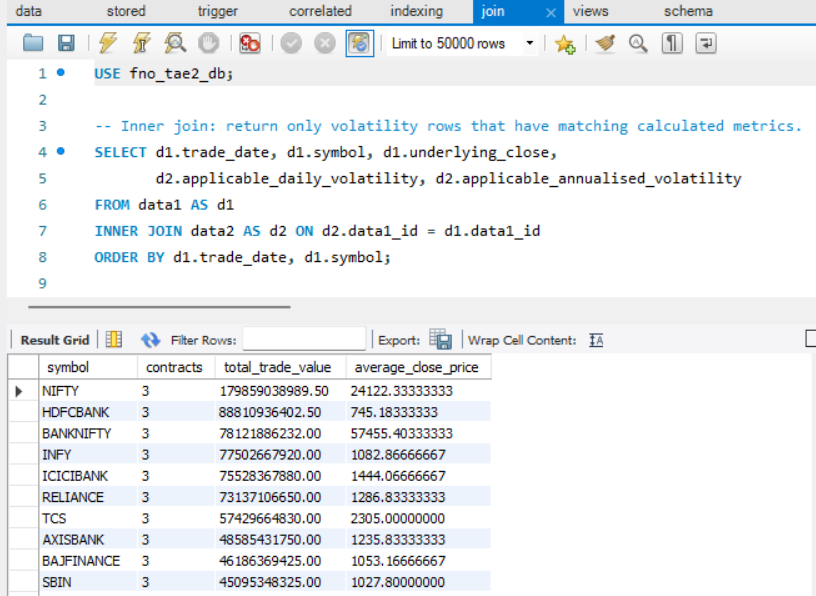 data stored trigger correlated indexing join views schema
Limit to 50000 rows
1 USE fno_tae2_db;
2
3 -- Inner join: return only volatility rows that have matching calculated metrics.
4 SELECT d1.trade_date, d1.symbol, d1.underlying_close,
5 d2.applicable_daily_volatility, d2.applicable_annualised_volatility
6 FROM data1 AS d1
7 INNER JOIN data2 AS d2 ON d2.data1_id = d1.data1_id
8 ORDER BY d1.trade_date, d1.symbol;
9
Result Grid Filter Rows: Export: Wrap Cell Content:
symbol contracts total_trade_value average_close_price
NIFTY 3 179859038989.50 24122.33333333
HDFCBANK 3 88810936402.50 745.18333333
BANKNIFTY 3 78121886232.00 57455.40333333
INFY 3 77502667920.00 1082.86666667
ICICIBANK 3 75528367880.00 1444.06666667
RELIANCE 3 73137106650.00 1286.83333333
TCS 3 57429664830.00 2305.00000000
AXISBANK 3 48585431750.00 1235.83333333
BAJFINANCE 3 46186369425.00 1053.16666667
SBIN 3 45095348325.00 1027.80000000